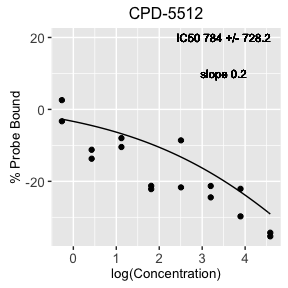 CPD-5512
IC50 784 +/- 728.2
slope 0.2
% Probe Bound
20
0
-20
0
1
2
3
4
log(Concentration)